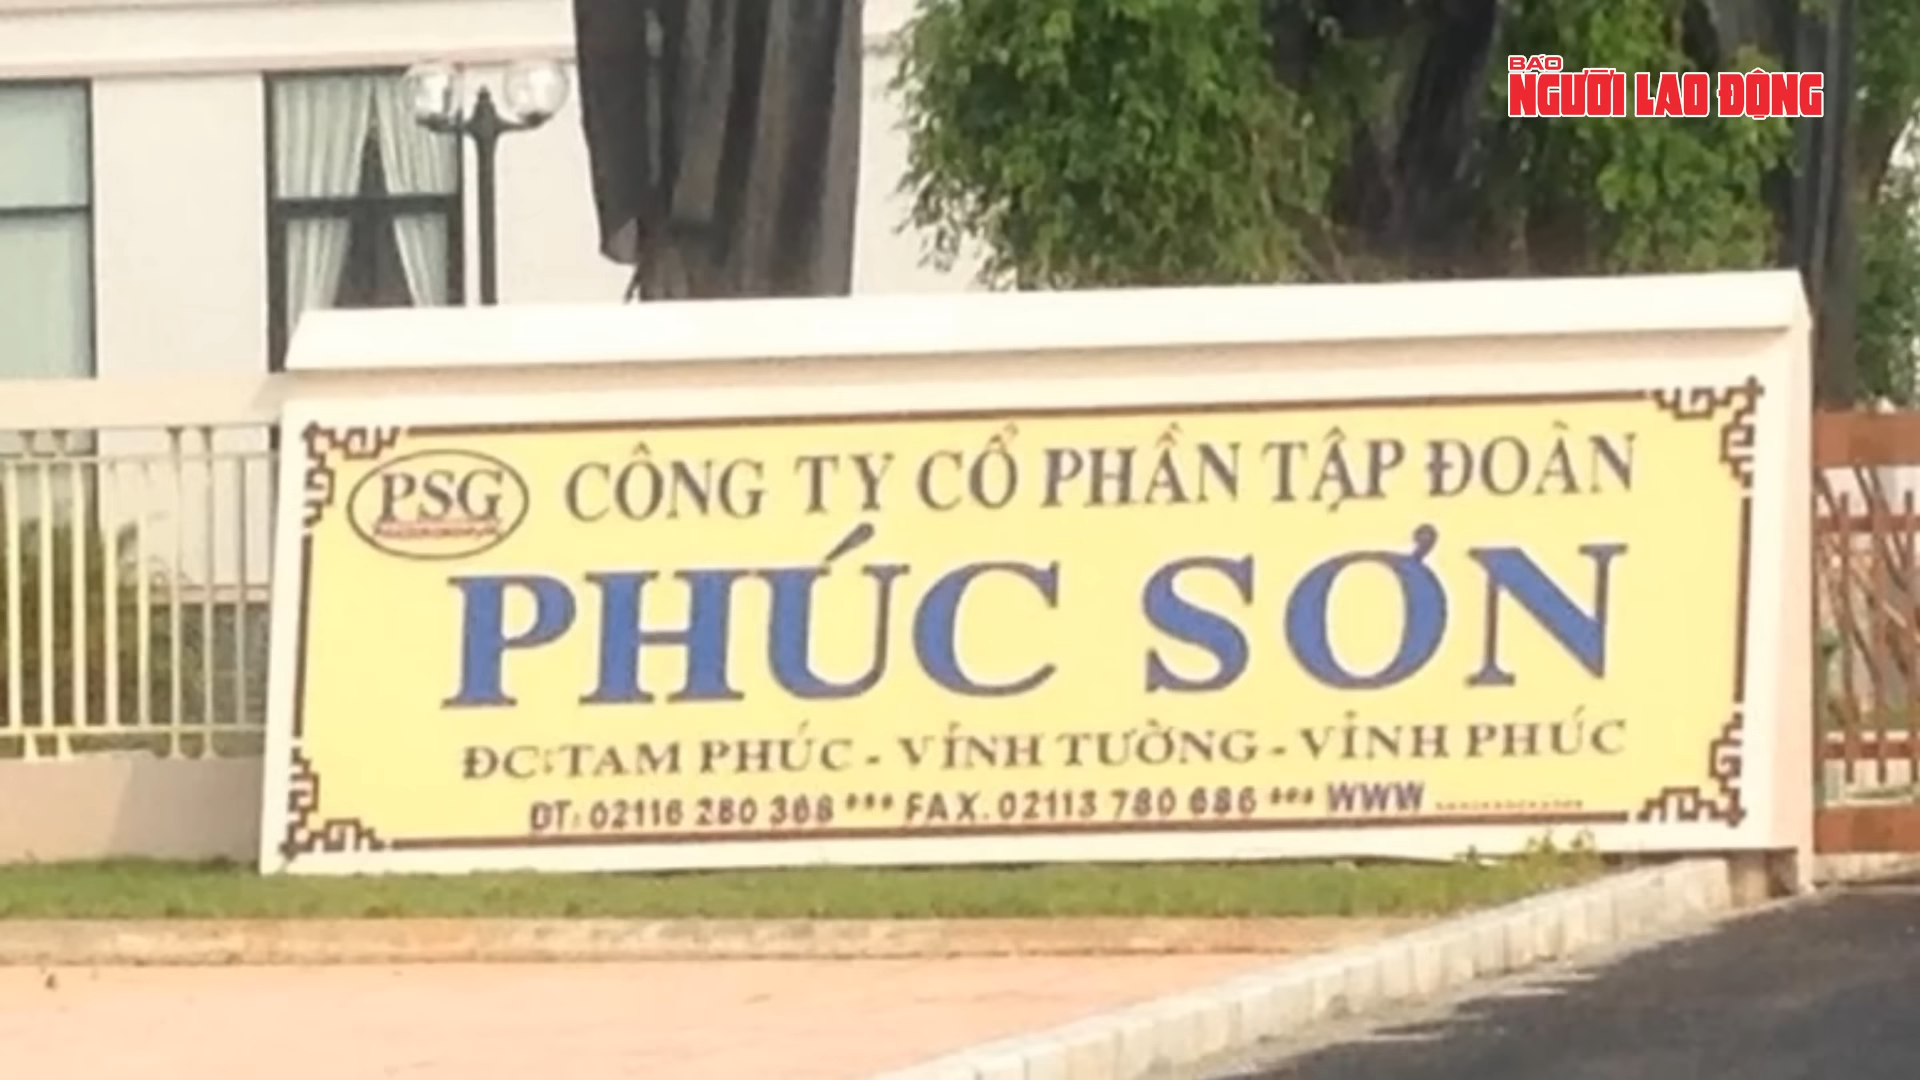 BÁO
NGƯỜI LAO ĐỘNG
PSG
CÔNG TY CỔ PHẦN TẬP ĐOÀN
PHÚC SƠN
ĐC: TAM PHÚC - VĨNH TƯỜNG - VĨNH PHÚC
ĐT: 02116 280 368 *** FAX. 02113 780 686 *** WWW